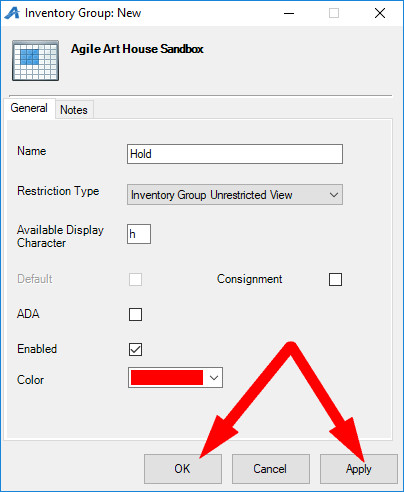 Inventory Group: New
Agile Art House Sandbox
General Notes
Name Hold
Restriction Type Inventory Group Unrestricted View
Available Display h
Character
Default Consignment
ADA
Enabled
Color
OK Cancel Apply